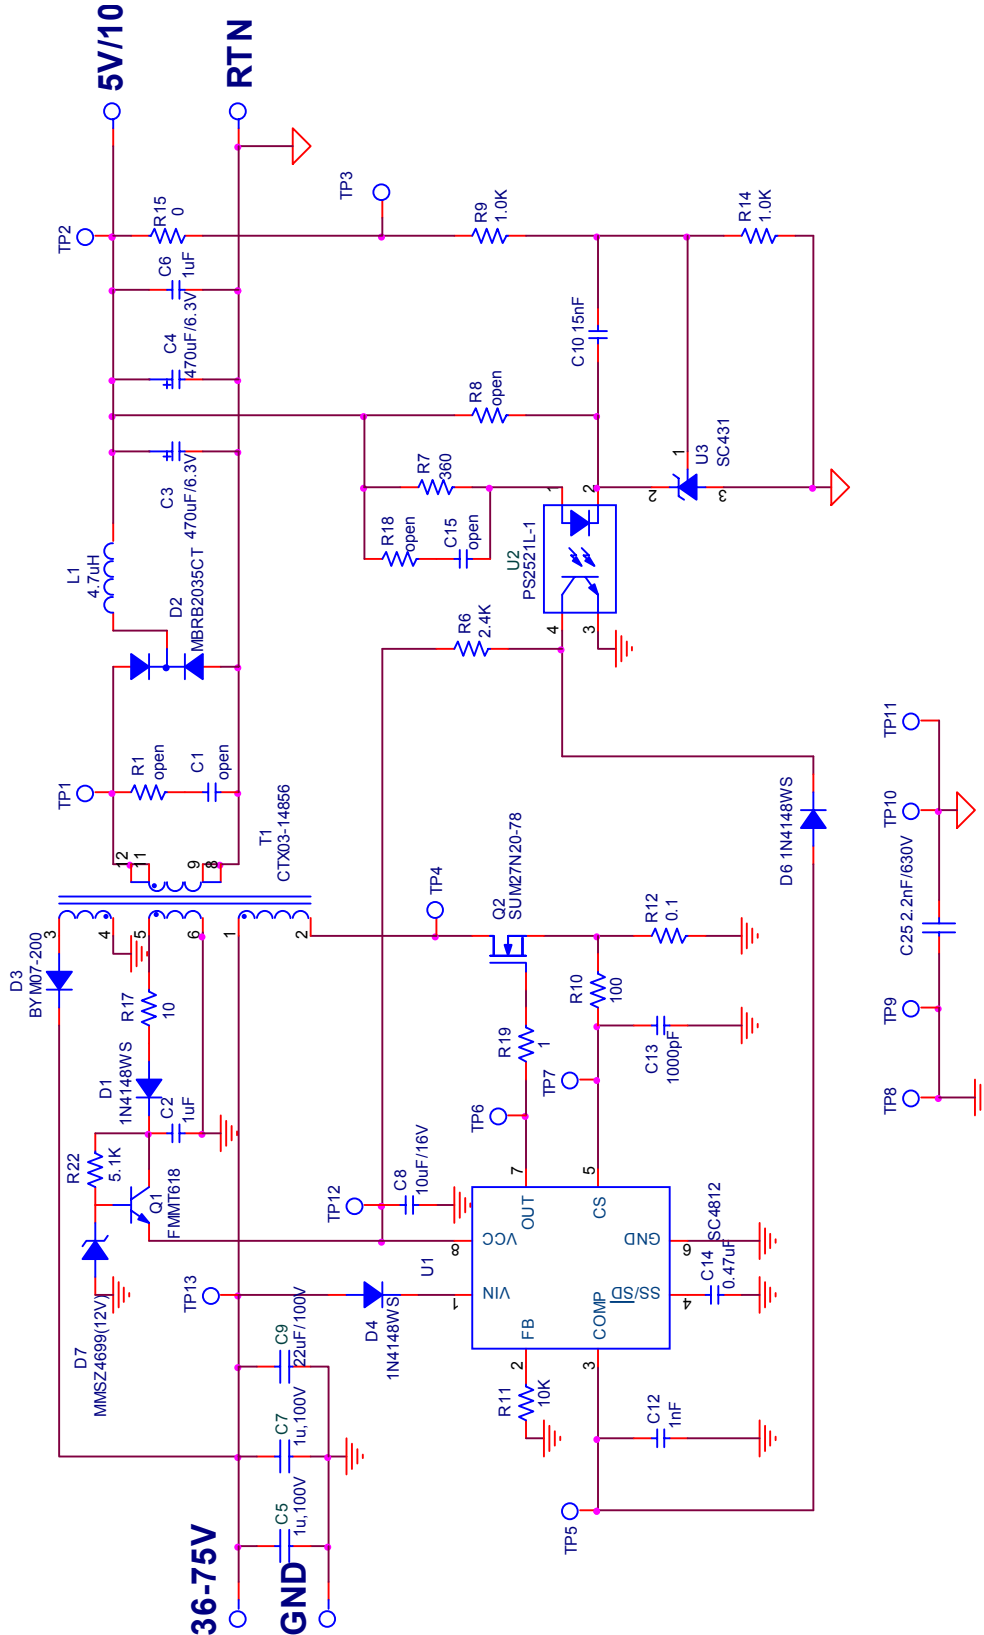 36-75V
GND
C5
1u,100V
C7
1u,100V
C9
22uF/100V
TP13
D4
1N4148WS
D7
MMSZ4699(12V)
R22
5.1K
Q1
FMMT618
D1
1N4148WS
C2
1uF
R17
10
D3
BYM07-200
3
4
5
6
1
2
12
11
9
8
T1
CTX03-14856
TP1
R1
open
C1
open
D2
MBRB2035CT
L1
4.7uH
C3
470uF/6.3V
C4
470uF/6.3V
C6
1uF
TP2
R15
0
5V/10
RTN
TP3
R9
1.0K
R14
1.0K
C10 15nF
R8
open
R7
360
R18
open
C15
open
U2
PS2521L-1
1
2
4
3
U3
SC431
1
2
3
R6
2.4K
D6 1N4148WS
TP4
Q2
SUM27N20-78
R12
0.1
R10
100
C13
1000pF
R19
1
TP6
TP7
TP12
C8
10uF/16V
U1
SC4812
VIN
VCC
OUT
CS
GND
SS/SD
COMP
FB
1
8
7
5
6
4
3
2
C14
0.47uF
R11
10K
C12
1nF
TP5
TP8
TP9
C25 2.2nF/630V
TP10
TP11